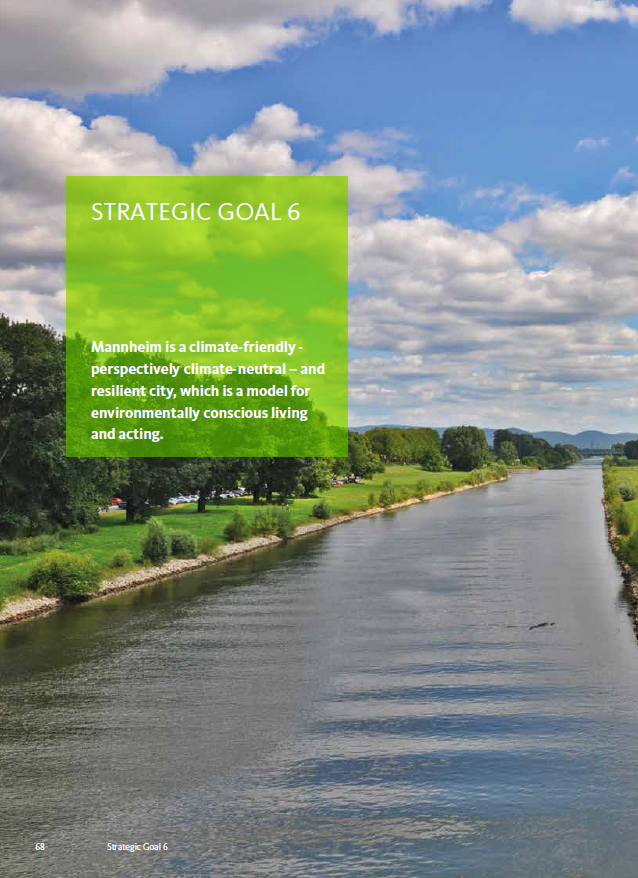 STRATEGIC GOAL 6
Mannheim is a climate-friendly -
perspectively climate-neutral – and
resilient city, which is a model for
environmentally conscious living
and acting.
68
Strategic Goal 6